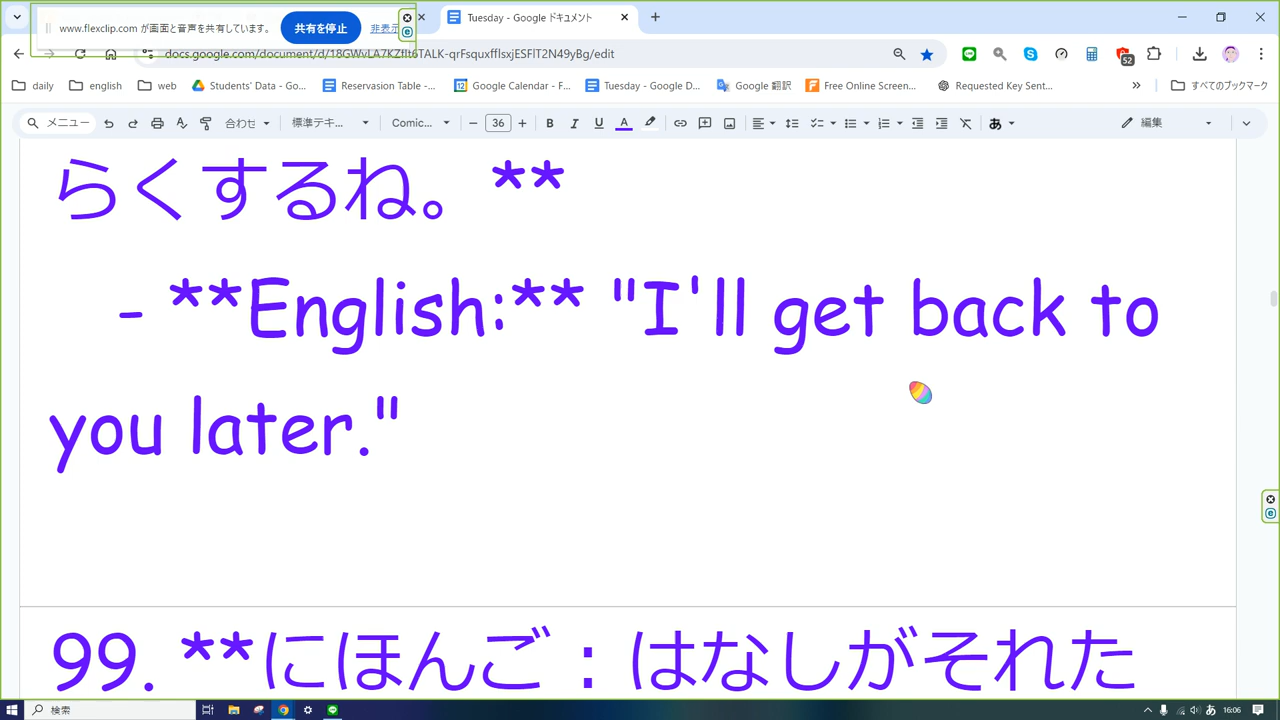 www.flexclip.com が画面と音声を共有しています。 共有を停止 非表示
Tuesday - Google ドキュメント
docs.google.com/document/d/18GWvLA7KZflt6TALK-qrFsquxfflsxjESFlT2N49yBg/edit
52
daily english web Students' Data - Go... Reservasion Table -... Google Calendar - F... Tuesday - Google D... Google 翻訳 Free Online Screen... Requested Key Sent... » すべてのブックマーク
メニュー 合わせ 標準テキ... Comic... − 36 + B I U A あ 編集
らくするね。**
- **English:** "I'll get back to
you later."
99. **にほんご：はなしがそれた
検索 あ 16:06